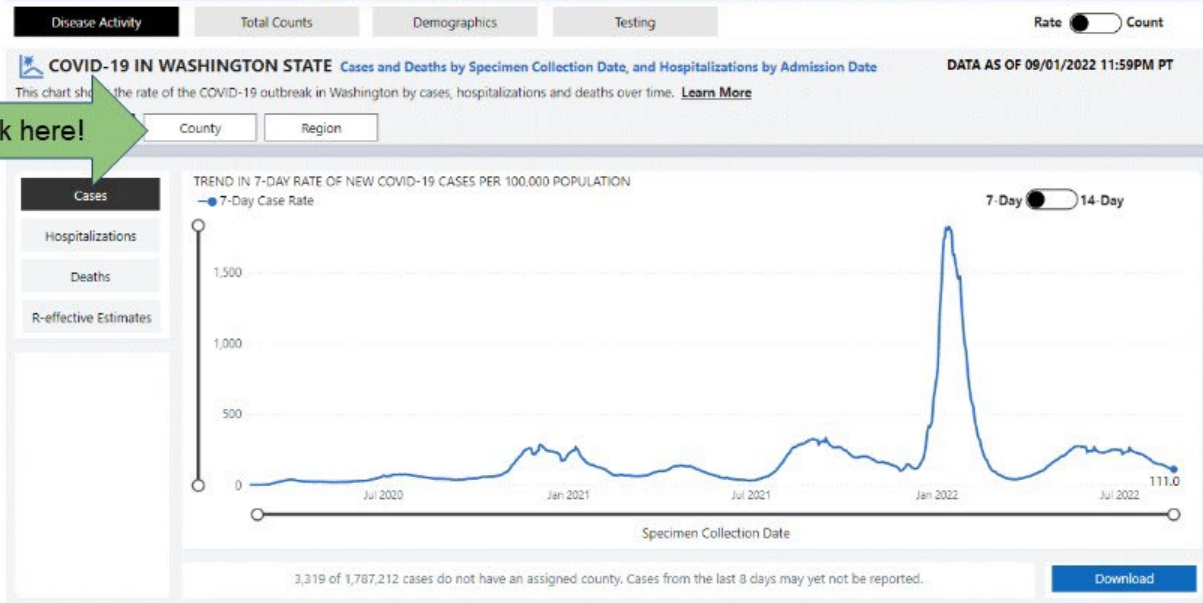 Disease Activity
Total Counts
Demographics
Testing
Rate Count
COVID-19 IN WASHINGTON STATE Cases and Deaths by Specimen Collection Date, and Hospitalizations by Admission Date
DATA AS OF 09/01/2022 11:59PM PT
This chart the rate of the COVID-19 outbreak in Washington by cases, hospitalizations and deaths over time. Learn More
k here!
County
Region
Cases
Hospitalizations
Deaths
R-effective Estimates
TREND IN 7-DAY RATE OF NEW COVID-19 CASES PER 100,000 POPULATION
7-Day Case Rate
7-Day 14-Day
1,500
1,000
500
0
111.0
Jul 2020
Jan 2021
Jul 2021
Jan 2022
Jul 2022
Specimen Collection Date
3,319 of 1,787,212 cases do not have an assigned county. Cases from the last 8 days may yet not be reported.
Download